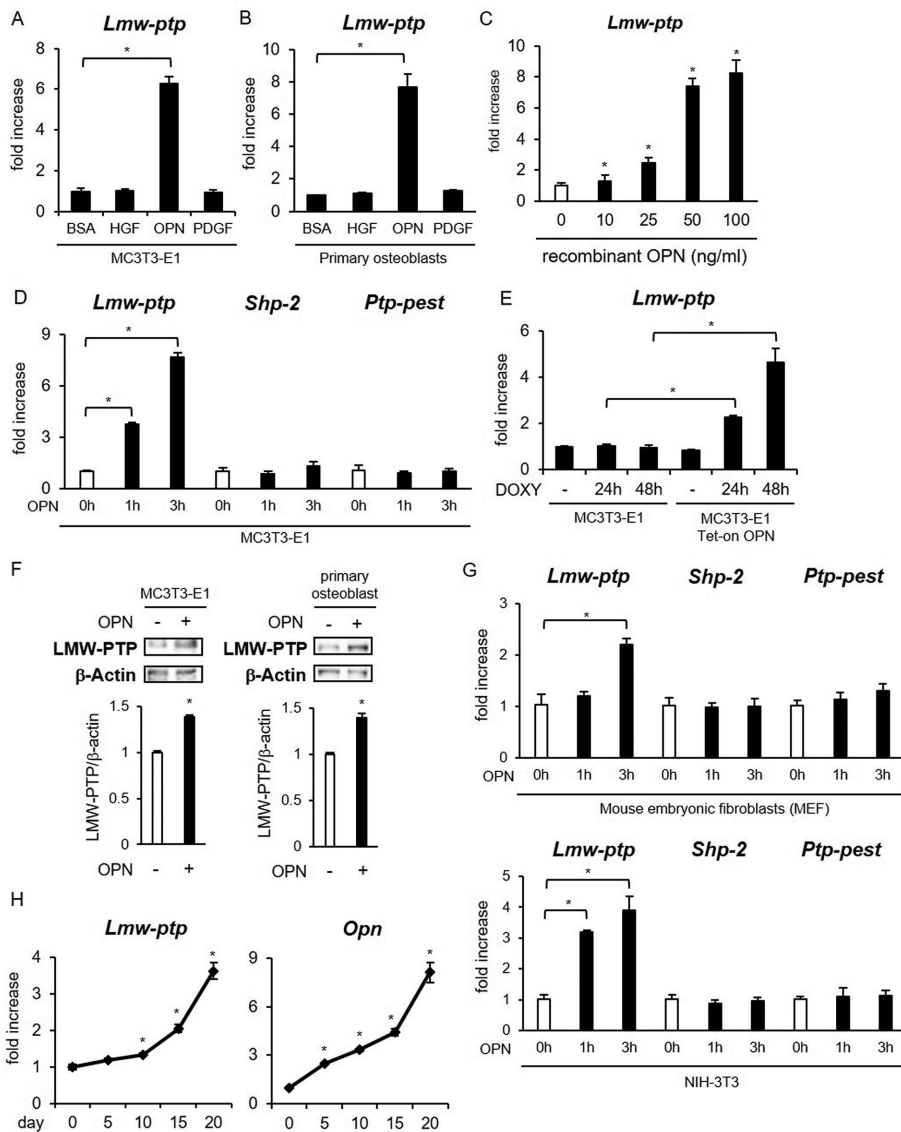 A
Lmw-ptp
fold increase
8
6
4
2
0
*
BSA HGF OPN PDGF
MC3T3-E1
B
Lmw-ptp
fold increase
10
8
6
4
2
0
*
BSA HGF OPN PDGF
Primary osteoblasts
C
Lmw-ptp
fold increase
10
8
6
4
2
0
* * * *
0 10 25 50 100
recombinant OPN (ng/ml)
D
Lmw-ptp Shp-2 Ptp-pest
fold increase
9
6
3
0
*
*
OPN 0h 1h 3h 0h 1h 3h 0h 1h 3h
MC3T3-E1
E
Lmw-ptp
fold increase
6
4
2
0
*
*
DOXY - 24h 48h - 24h 48h
MC3T3-E1 MC3T3-E1
Tet-on OPN
F
MC3T3-E1
OPN - +
LMW-PTP
β-Actin
LMW-PTP/β-actin
1.5
1
0.5
0
*
OPN - +
primary
osteoblast
OPN - +
LMW-PTP
β-Actin
LMW-PTP/β-actin
1.5
1
0.5
0
*
OPN - +
G
Lmw-ptp Shp-2 Ptp-pest
fold increase
3
2
1
0
*
OPN 0h 1h 3h 0h 1h 3h 0h 1h 3h
Mouse embryonic fibroblasts (MEF)
Lmw-ptp Shp-2 Ptp-pest
fold increase
5
4
3
2
1
0
*
*
OPN 0h 1h 3h 0h 1h 3h 0h 1h 3h
NIH-3T3
H
Lmw-ptp
fold increase
4
3
2
1
0
* * *
day 0 5 10 15 20
Opn
9
6
3
0
* * * *
0 5 10 15 20